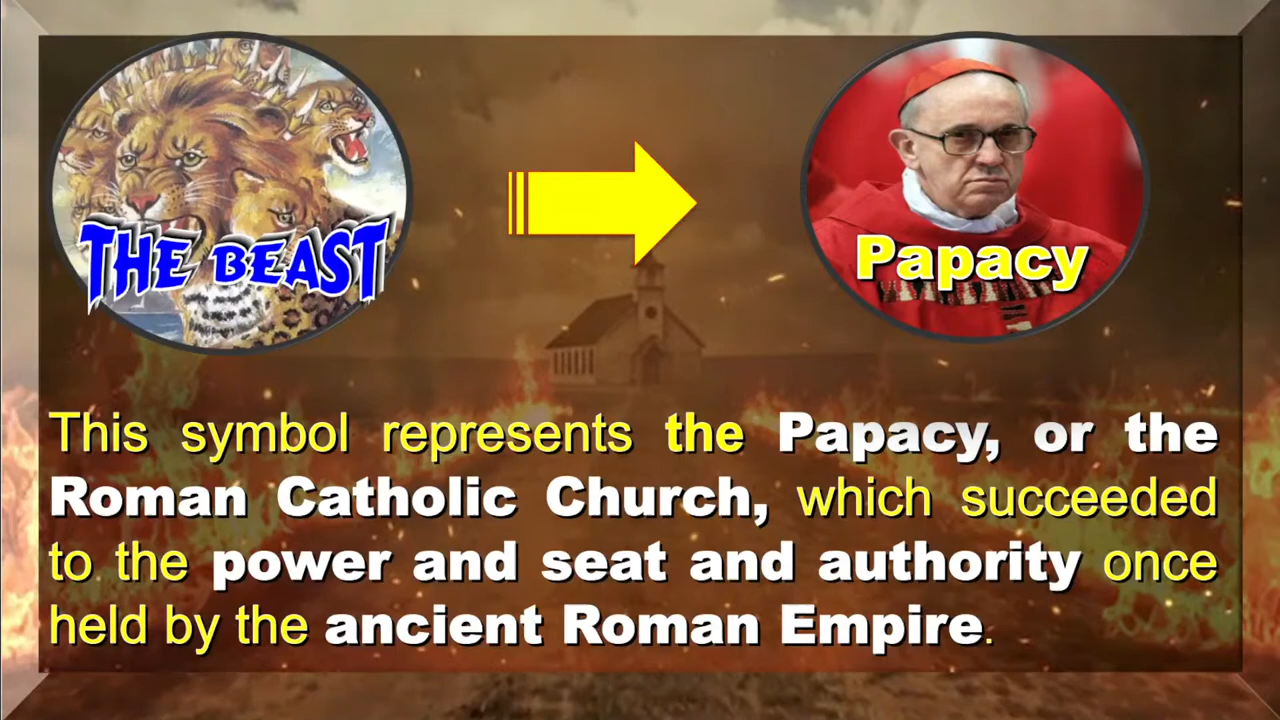 THE BEAST
Papacy
This symbol represents the Papacy, or the
Roman Catholic Church, which succeeded
to the power and seat and authority once
held by the ancient Roman Empire.